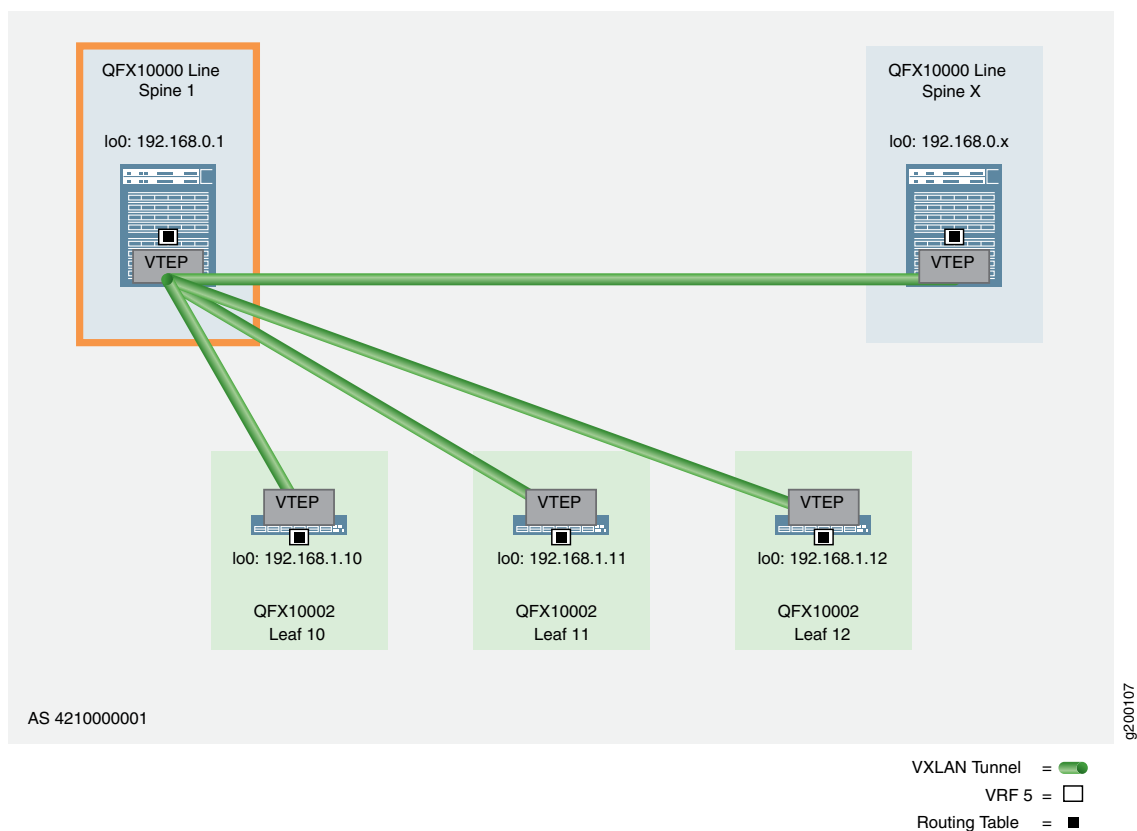 QFX10000 Line
Spine 1
lo0: 192.168.0.1
VTEP
QFX10000 Line
Spine X
lo0: 192.168.0.x
VTEP
VTEP
lo0: 192.168.1.10
QFX10002
Leaf 10
VTEP
lo0: 192.168.1.11
QFX10002
Leaf 11
VTEP
lo0: 192.168.1.12
QFX10002
Leaf 12
AS 4210000001
g200107
VXLAN Tunnel =
VRF 5 =
Routing Table =